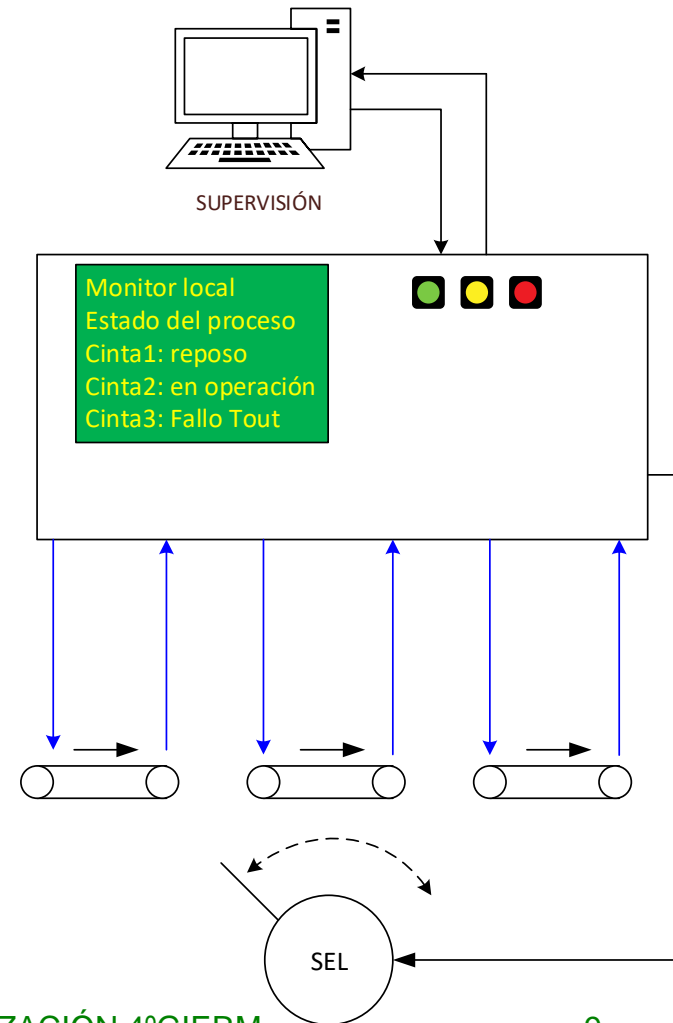 SUPERVISIÓN
Monitor local
Estado del proceso
Cinta1: reposo
Cinta2: en operación
Cinta3: Fallo Tout
SEL